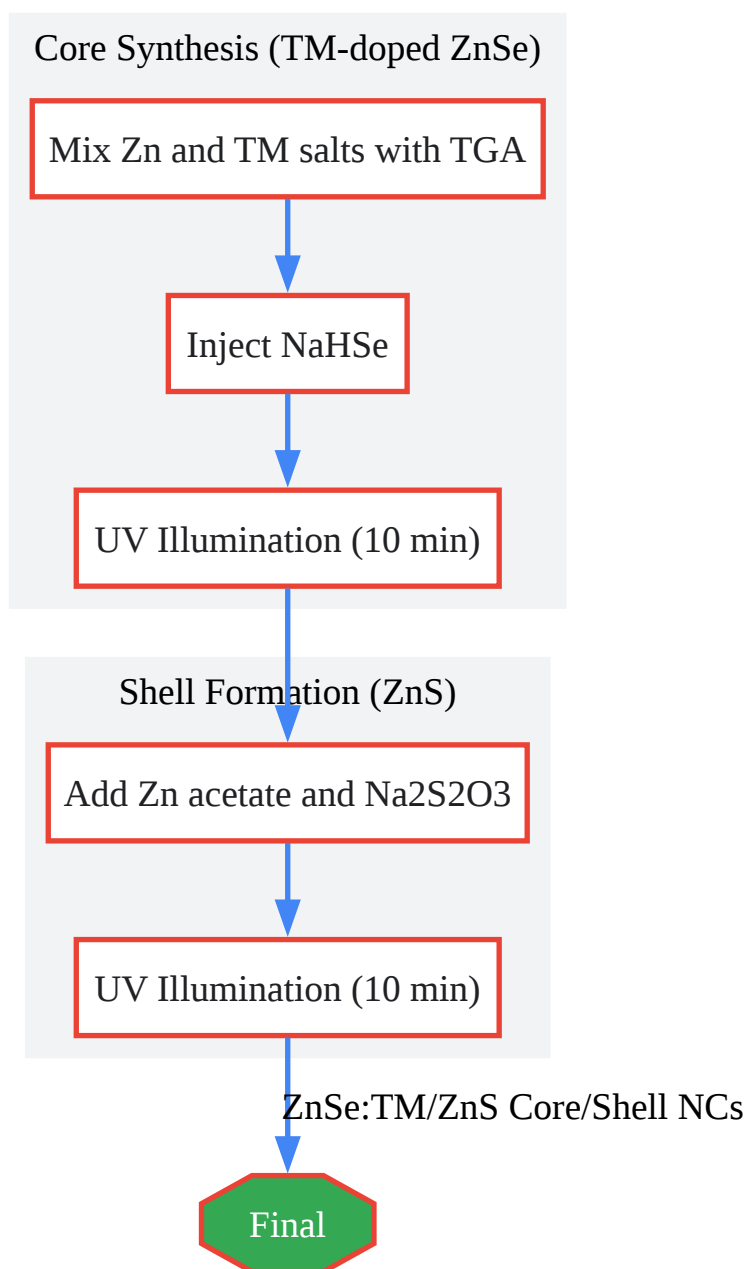 Core Synthesis (TM-doped ZnSe)
Mix Zn and TM salts with TGA
Inject NaHSe
UV Illumination (10 min)
Shell Formation (ZnS)
Add Zn acetate and Na2S2O3
UV Illumination (10 min)
ZnSe:TM/ZnS Core/Shell NCs
Final